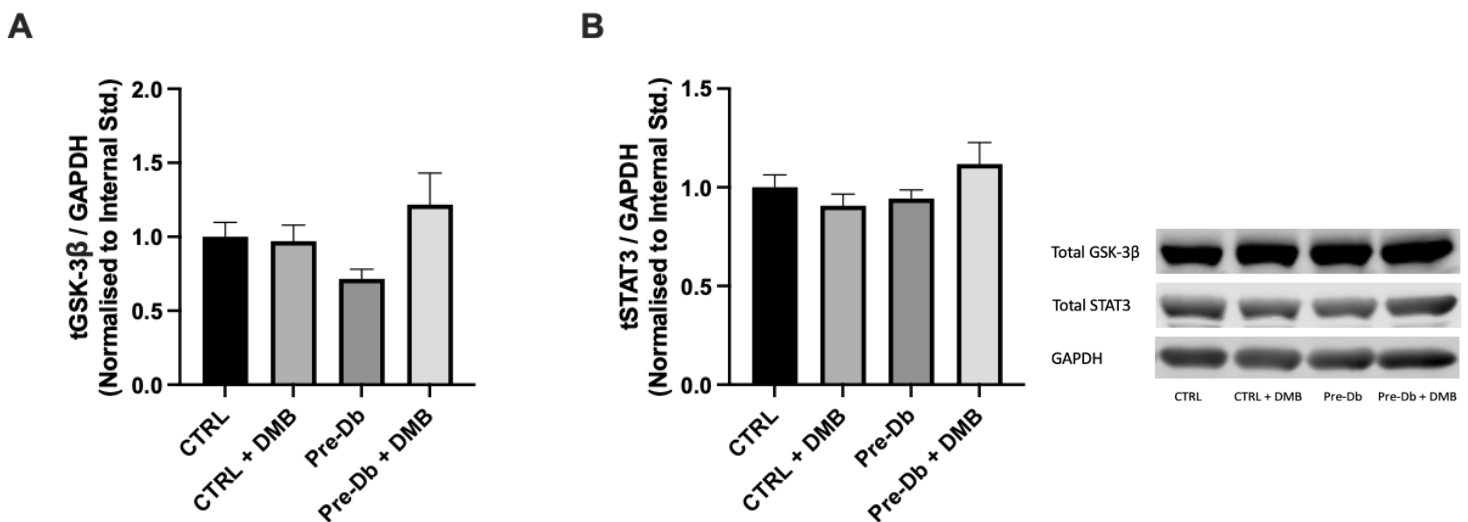 A
tGSK-3β / GAPDH
(Normalised to Internal Std.)
2.0
1.5
1.0
0.5
0.0
CTRL
CTRL + DMB
Pre-Db
Pre-Db + DMB
B
tSTAT3 / GAPDH
(Normalised to Internal Std.)
1.5
1.0
0.5
0.0
CTRL
CTRL + DMB
Pre-Db
Pre-Db + DMB
Total GSK-3β
Total STAT3
GAPDH
CTRL CTRL + DMB Pre-Db Pre-Db + DMB